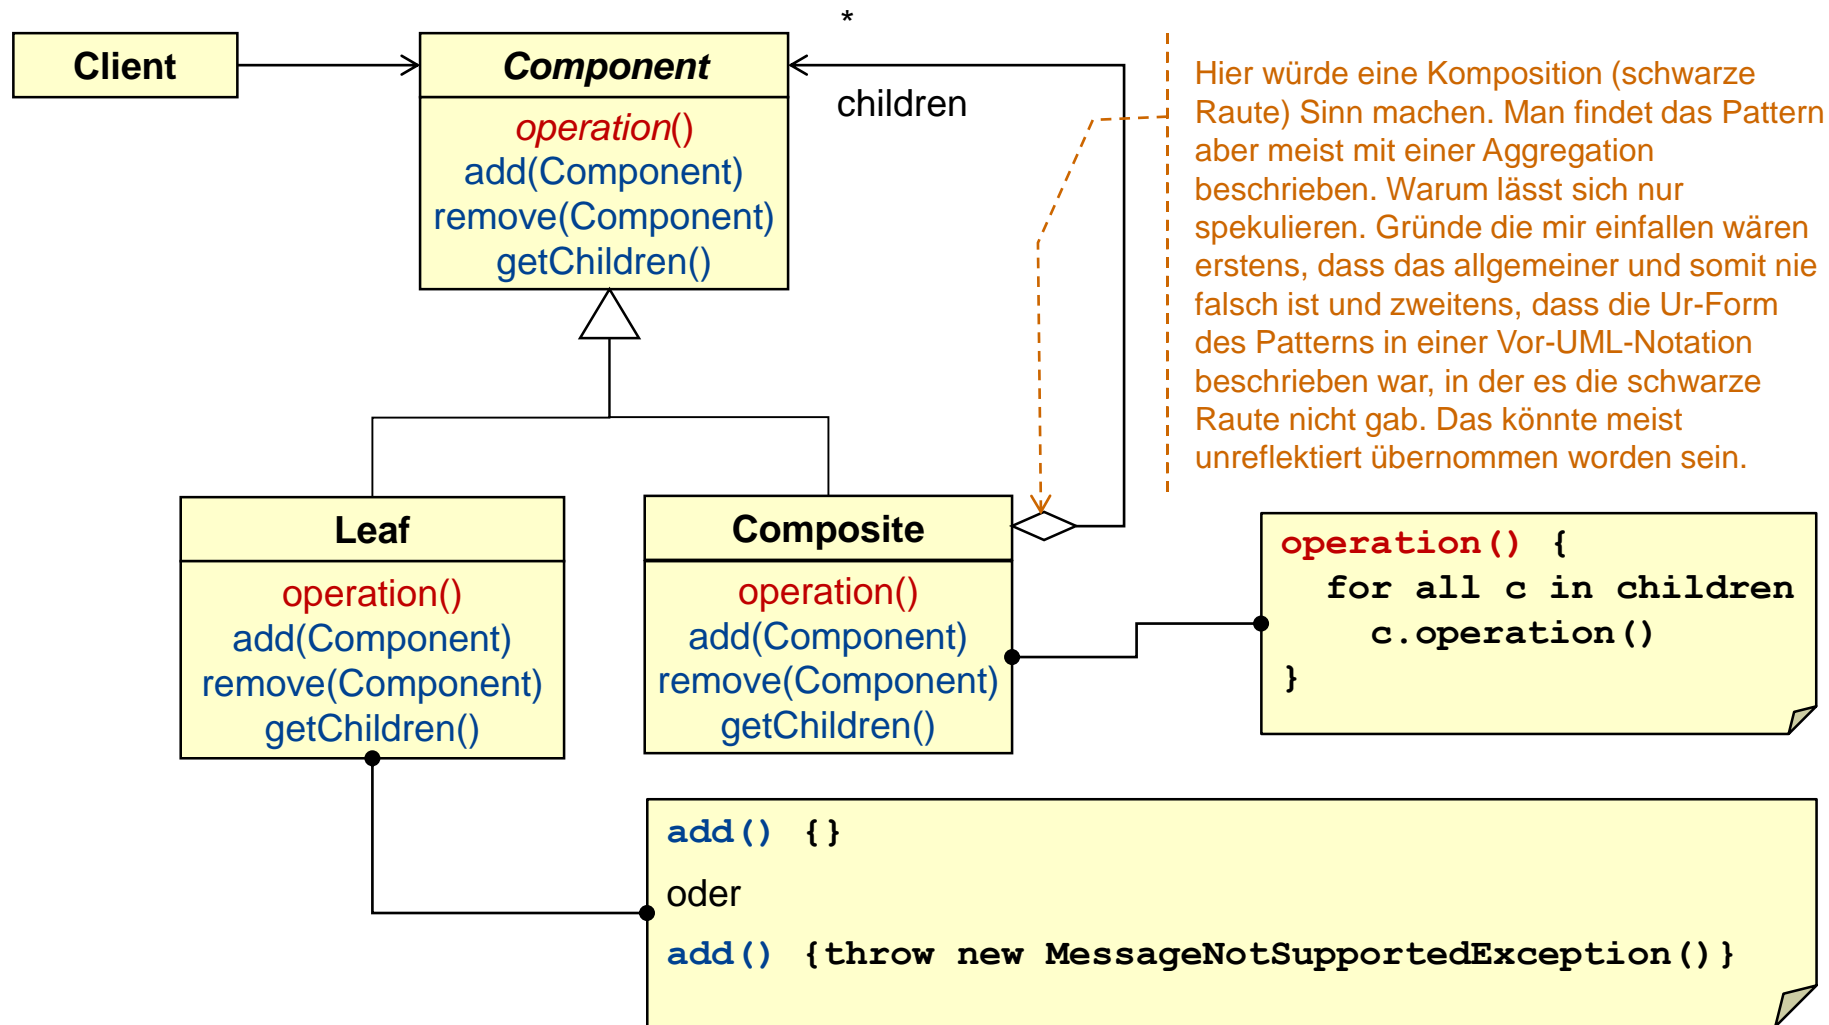 *
Client
Component
operation()
add(Component)
remove(Component)
getChildren()
children
Hier würde eine Komposition (schwarze
Raute) Sinn machen. Man findet das Pattern
aber meist mit einer Aggregation
beschrieben. Warum lässt sich nur
spekulieren. Gründe die mir einfallen wären
erstens, dass das allgemeiner und somit nie
falsch ist und zweitens, dass die Ur-Form
des Patterns in einer Vor-UML-Notation
beschrieben war, in der es die schwarze
Raute nicht gab. Das könnte meist
unreflektiert übernommen worden sein.
Leaf
operation()
add(Component)
remove(Component)
getChildren()
Composite
operation()
add(Component)
remove(Component)
getChildren()
operation() {
for all c in children
c.operation()
}
add() {}
oder
add() {throw new MessageNotSupportedException()}